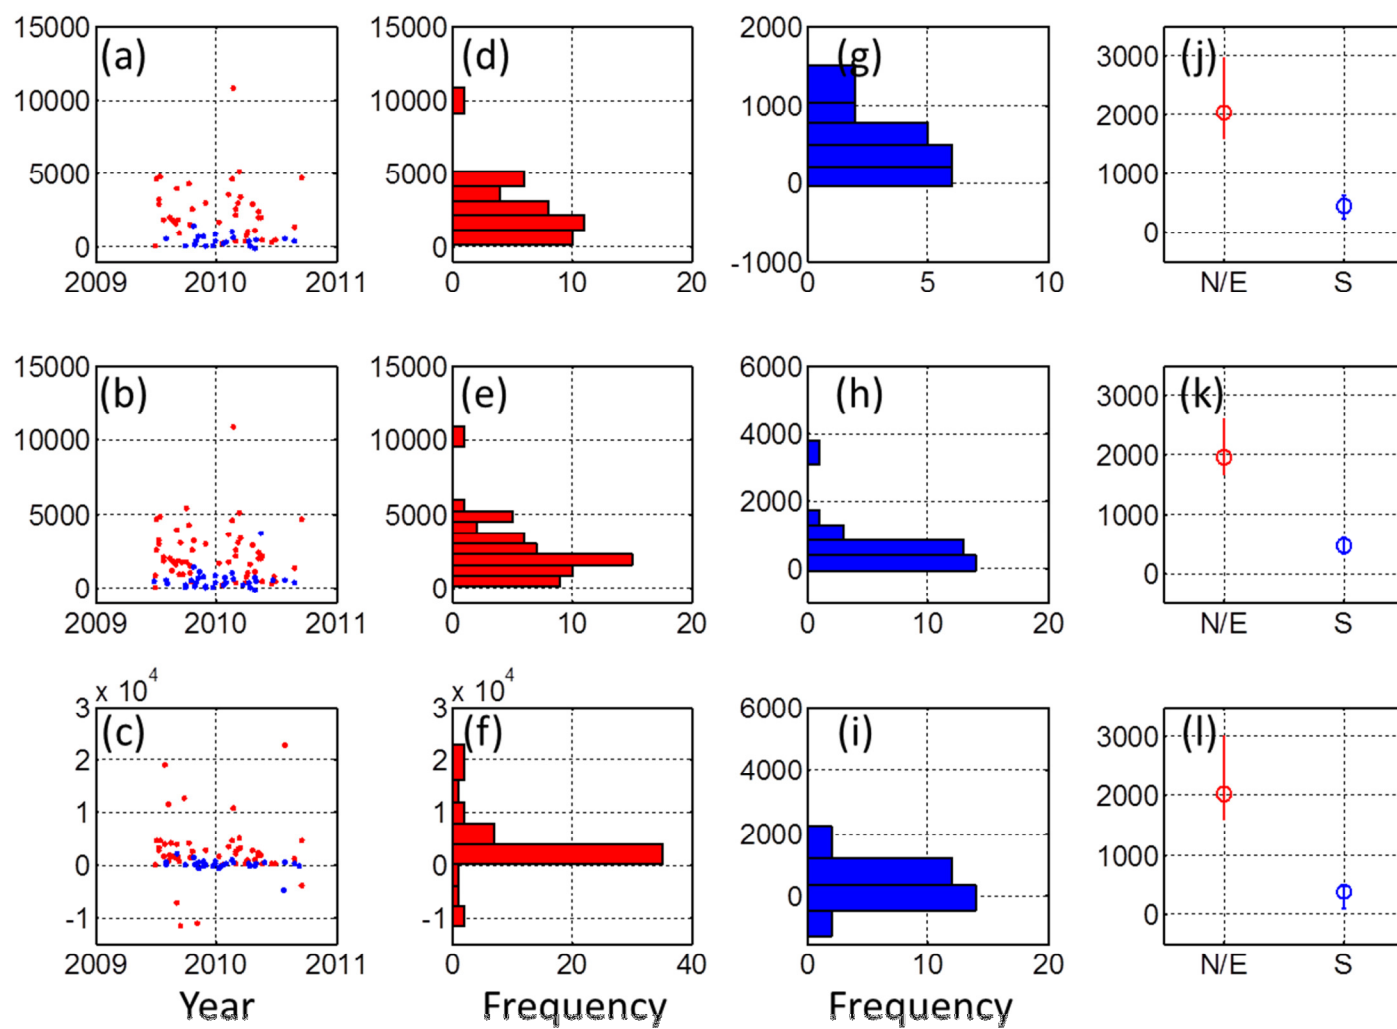 15000 15000 2000
(a) (d) (g) (j) 3000
10000 10000 1000 2000
5000 5000 0 1000
0 0 -1000 0
2009 2010 2011 0 10 20 0 5 10 N/E S
15000 15000 6000
(b) (e) (h) (k) 3000
10000 10000 4000 2000
5000 5000 2000 1000
0 0 0 0
2009 2010 2011 0 10 20 0 10 20 N/E S
x 10^4 x 10^4
3 3 6000
(c) (f) (i) (l) 3000
2 2 4000 2000
1 1 2000 1000
0 0 0 0
-1 -1
2009 2010 2011 0 20 40 0 10 20 N/E S
Year Frequency Frequency